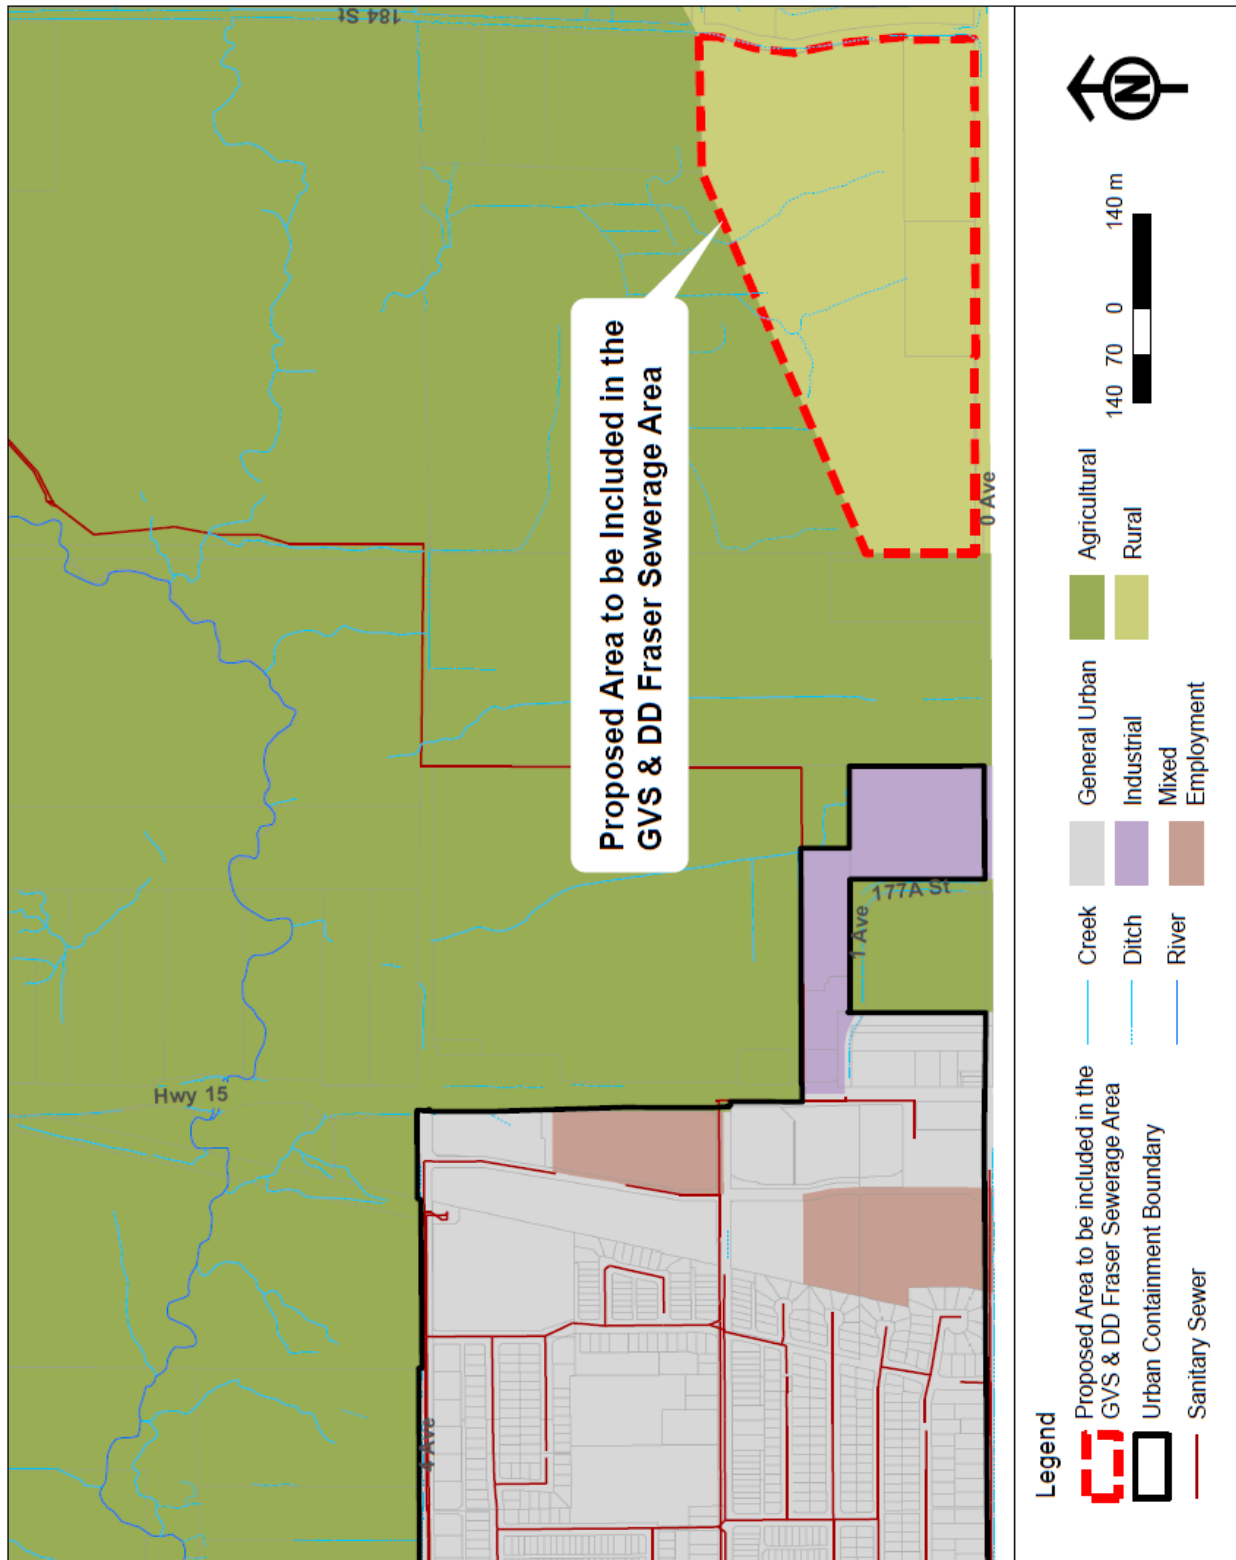 184 St
Hwy 15
Proposed Area to be Included in the
GVS & DD Fraser Sewerage Area
4 Ave
1 Ave
177A St
0 Ave
Legend
Proposed Area to be included in the
GVS & DD Fraser Sewerage Area
Urban Containment Boundary
Sanitary Sewer
Creek
Ditch
River
General Urban
Industrial
Mixed
Employment
Agricultural
Rural
140 70 0 140 m
N